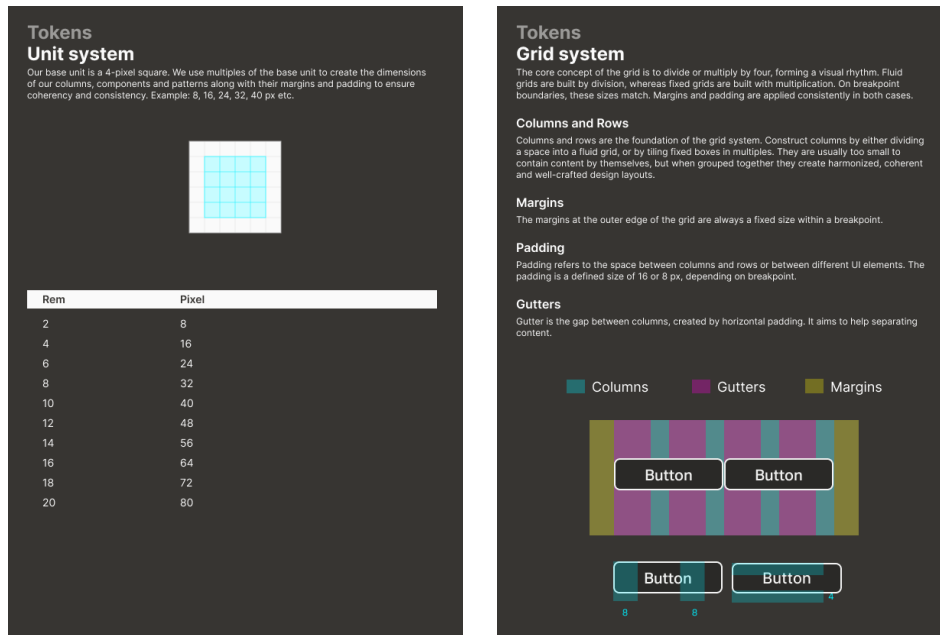 Tokens
Unit system
Our base unit is a 4-pixel square. We use multiples of the base unit to create the dimensions
of our columns, components and patterns along with their margins and padding to ensure
coherency and consistency. Example: 8, 16, 24, 32, 40 px etc.
Rem Pixel
2 8
4 16
6 24
8 32
10 40
12 48
14 56
16 64
18 72
20 80
Tokens
Grid system
The core concept of the grid is to divide or multiply by four, forming a visual rhythm. Fluid
grids are built by division, whereas fixed grids are built with multiplication. On breakpoint
boundaries, these sizes match. Margins and padding are applied consistently in both cases.
Columns and Rows
Columns and rows are the foundation of the grid system. Construct columns by either dividing
a space into a fluid grid, or by tiling fixed boxes in multiples. They are usually too small to
contain content by themselves, but when grouped together they create harmonized, coherent
and well-crafted design layouts.
Margins
The margins at the outer edge of the grid are always a fixed size within a breakpoint.
Padding
Padding refers to the space between columns and rows or between different UI elements. The
padding is a defined size of 16 or 8 px, depending on breakpoint.
Gutters
Gutter is the gap between columns, created by horizontal padding. It aims to help separating
content.
Columns Gutters Margins
Button Button
Button Button
4
8 8